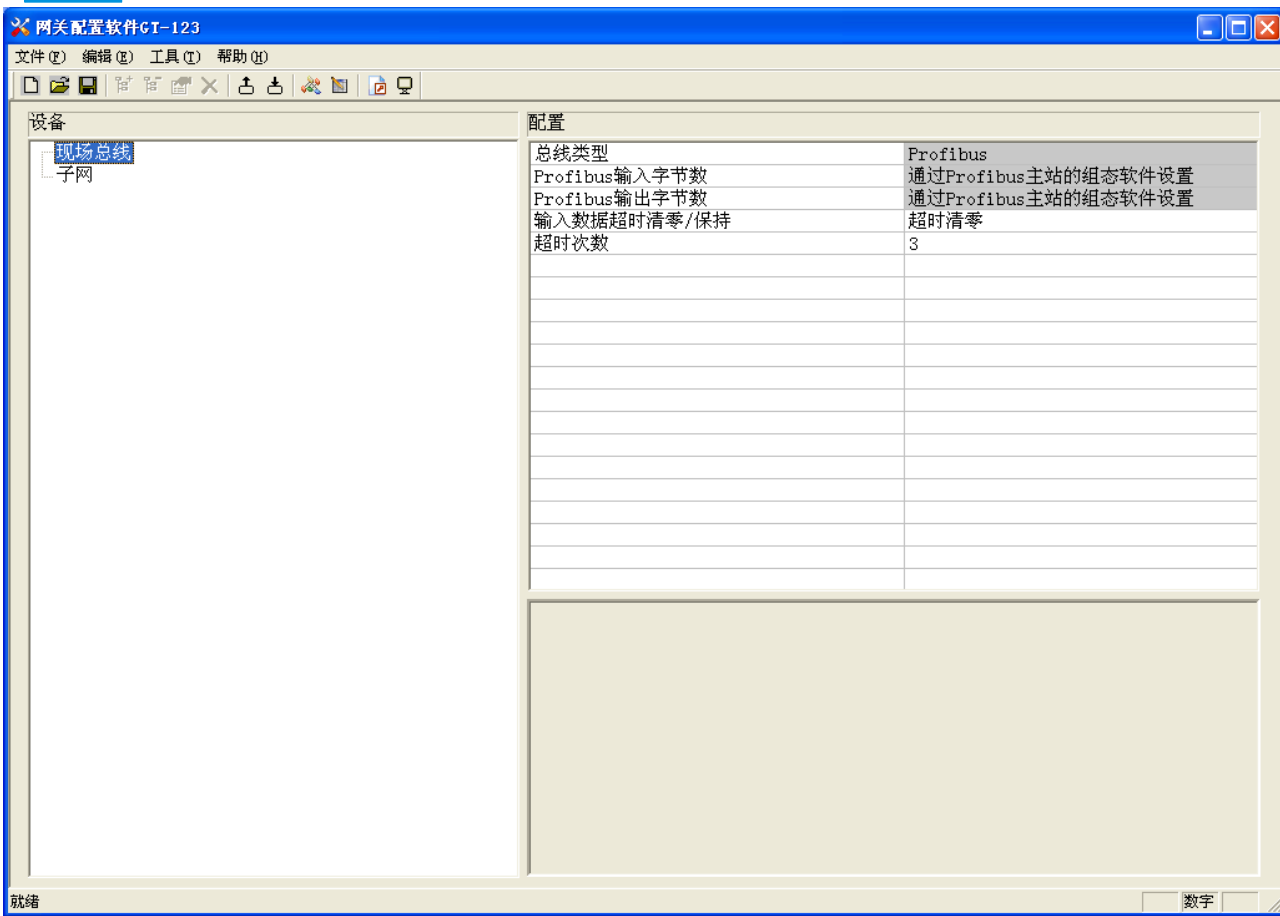 网关配置软件GT-123
文件(F) 编辑(E) 工具(T) 帮助(H)
设备
现场总线
子网
配置
总线类型 Profibus
Profibus输入字节数 通过Profibus主站的组态软件设置
Profibus输出字节数 通过Profibus主站的组态软件设置
输入数据超时清零/保持 超时清零
超时次数 3
就绪
数字